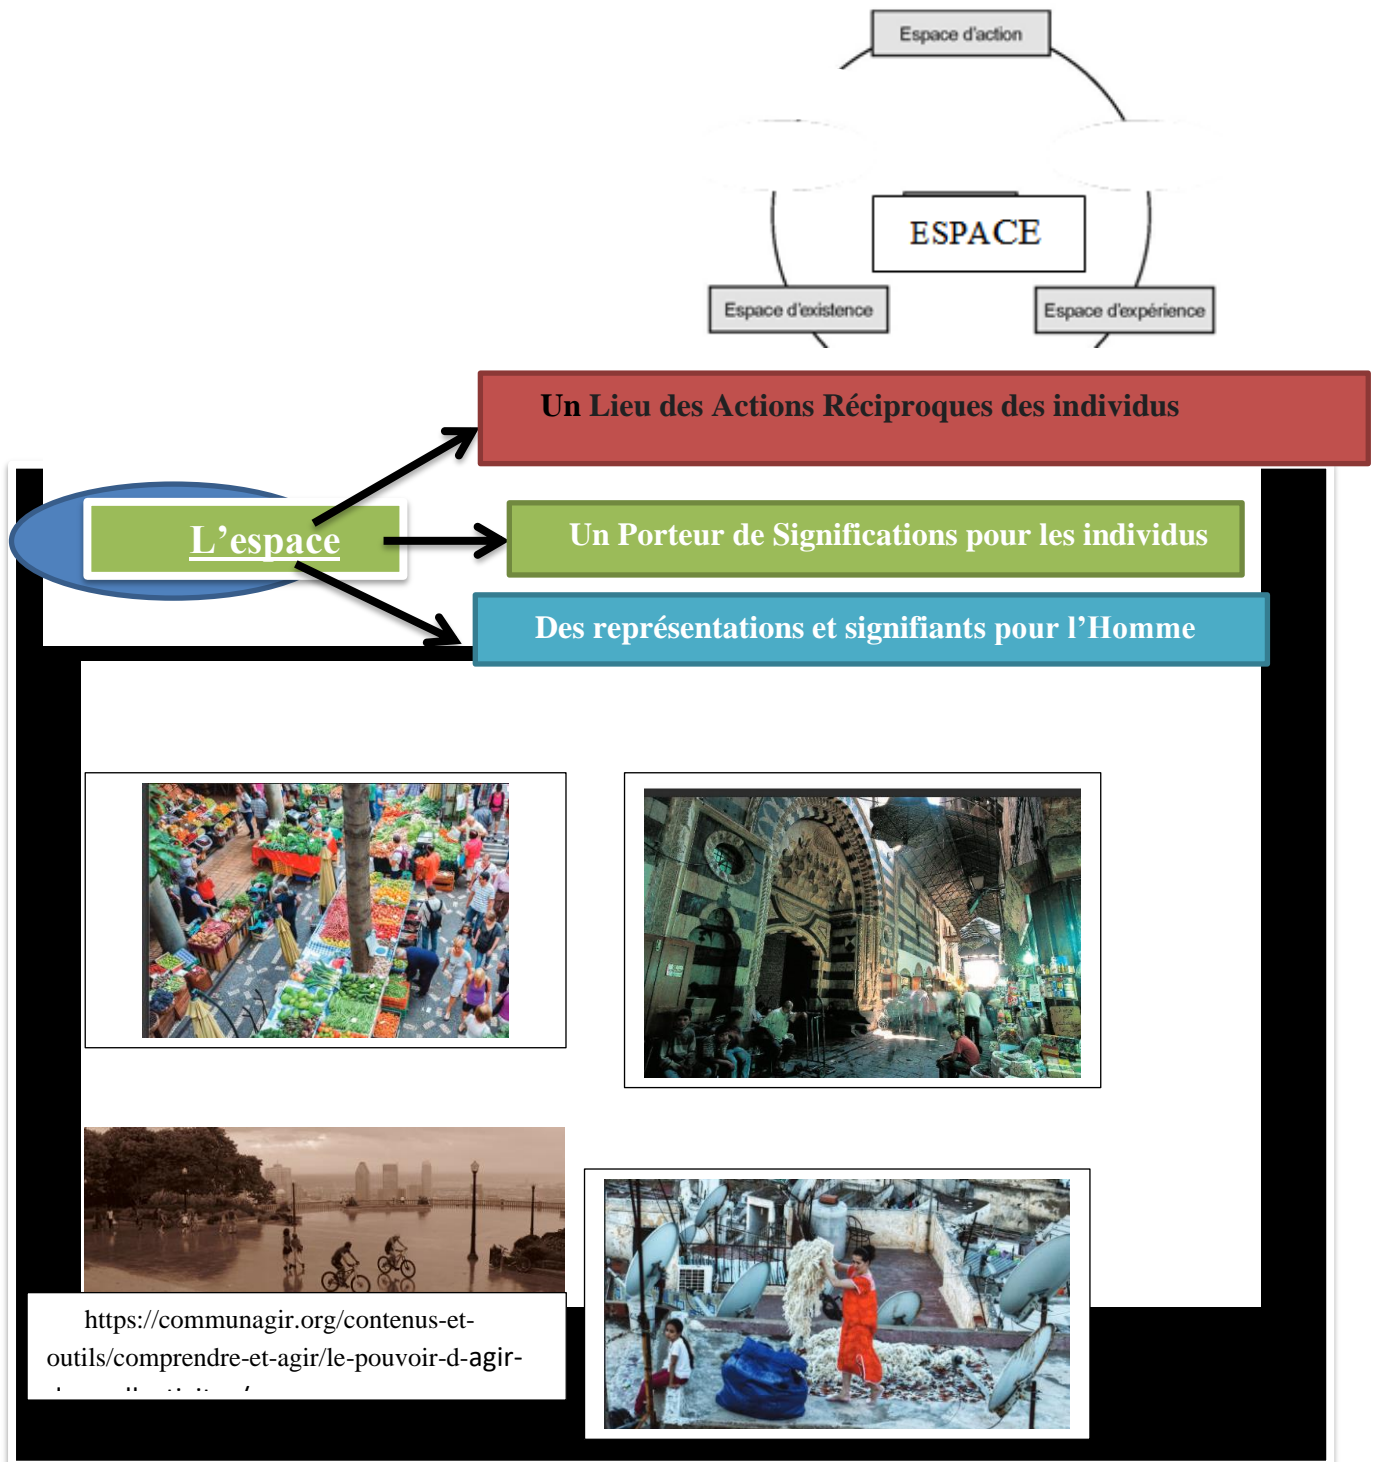 Espace d'action
ESPACE
Espace d'existence
Espace d'expérience
Un Lieu des Actions Réciproques des individus
L'espace
Un Porteur de Significations pour les individus
Des représentations et signifiants pour l'Homme
https://communagir.org/contenus-et-
outils/comprendre-et-agir/le-pouvoir-d-agir-